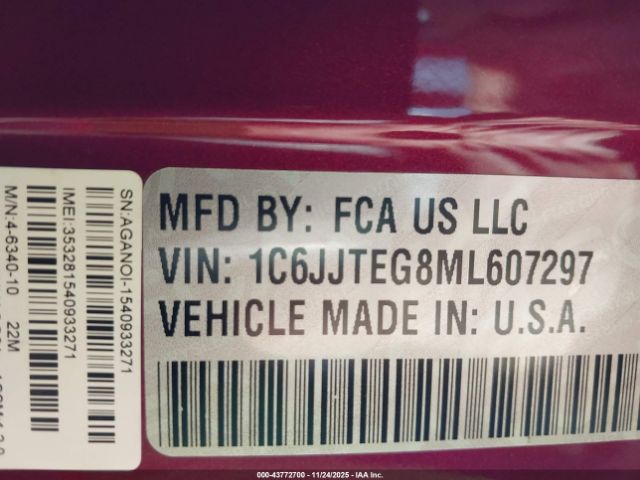 MFD BY: FCA US LLC
VIN: 1C6JJTEG8ML607297
VEHICLE MADE IN: U.S.A.
SN:AGANOI-1540933271
IMEI:353281540933271
M/N:4-6340-10 22M
000-43772700 - 11/24/2025 - IAA Inc.